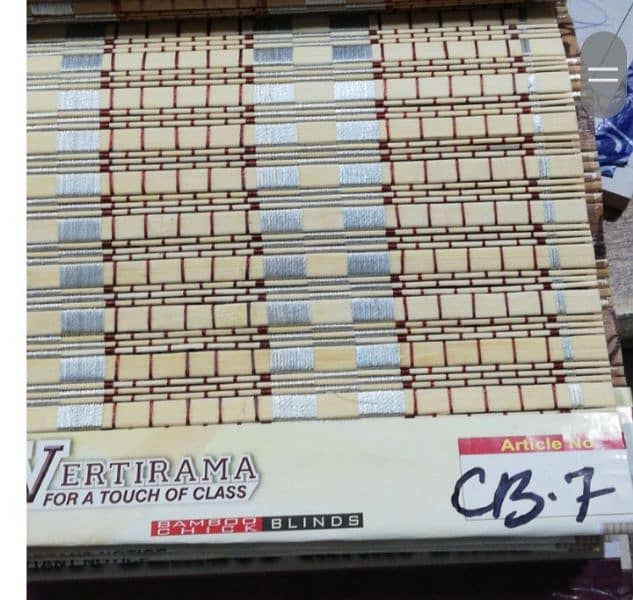 VERTIRAMA
FOR A TOUCH OF CLASS
BAMBOO
CHICK
BLINDS
Article No
CB.7